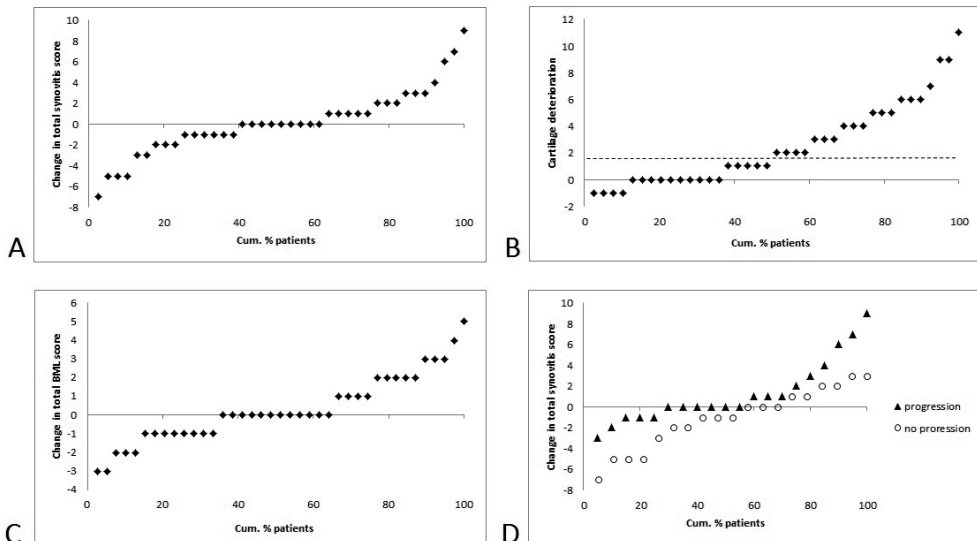 Change in total synovitis score
10
8
6
4
2
0
-2
-4
-6
-8
0 20 40 60 80 100
Cum. % patients
A
Cartilage deterioration
12
10
8
6
4
2
0
-2
0 20 40 60 80 100
Cum. % patients
B
Change in total BML score
6
5
4
3
2
1
0
-1
-2
-3
-4
0 20 40 60 80 100
Cum. % patients
C
Change in total synovitis score
10
8
6
4
2
0
-2
-4
-6
-8
0 20 40 60 80 100
Cum. % patients
progression
no proression
D